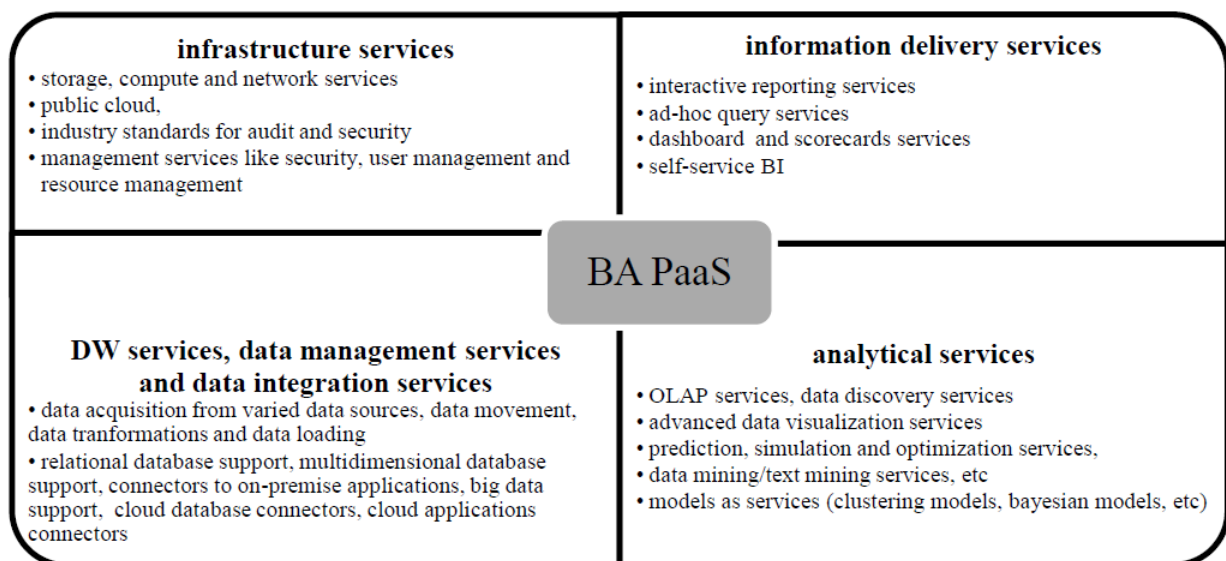 infrastructure services
• storage, compute and network services
• public cloud,
• industry standards for audit and security
• management services like security, user management and
resource management
information delivery services
• interactive reporting services
• ad-hoc query services
• dashboard and scorecards services
• self-service BI
BA PaaS
DW services, data management services
and data integration services
• data acquisition from varied data sources, data movement,
data tranformations and data loading
• relational database support, multidimensional database
support, connectors to on-premise applications, big data
support, cloud database connectors, cloud applications
connectors
analytical services
• OLAP services, data discovery services
• advanced data visualization services
• prediction, simulation and optimization services,
• data mining/text mining services, etc
• models as services (clustering models, bayesian models, etc)